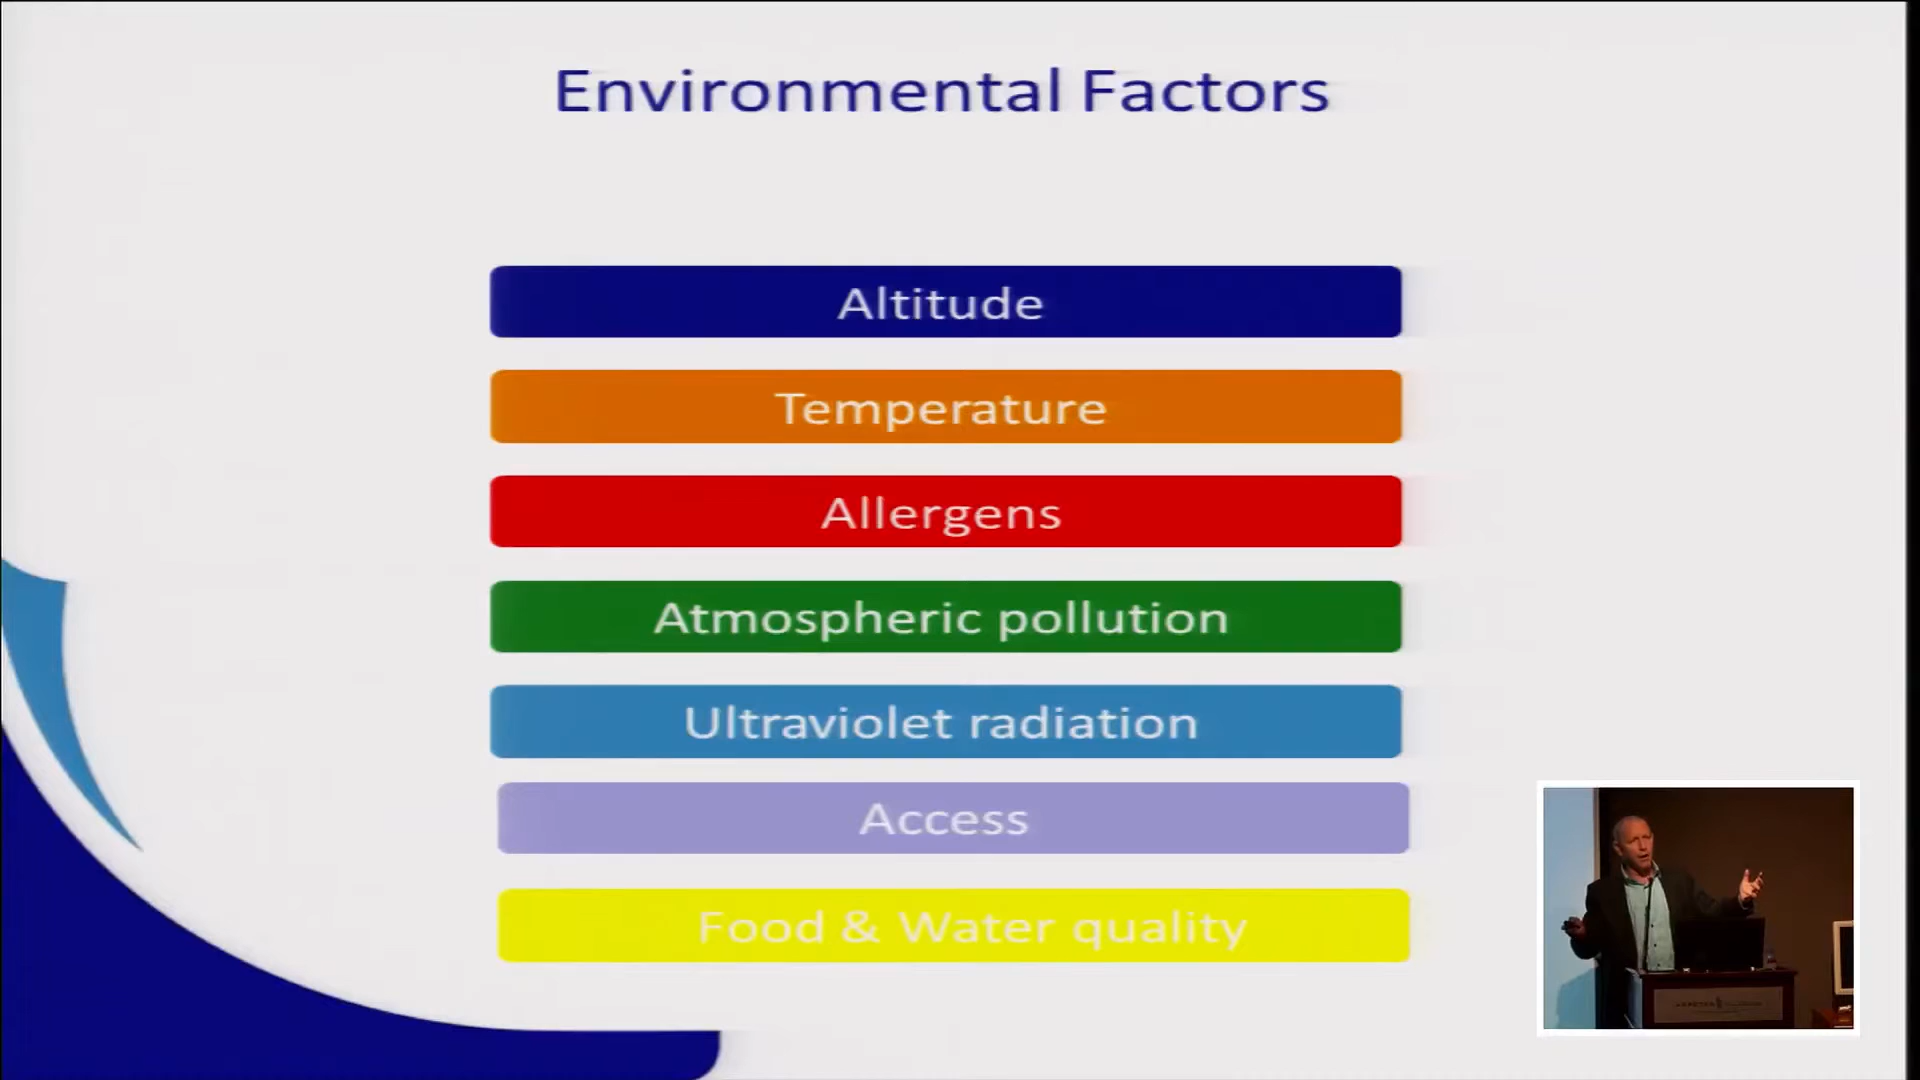 Environmental Factors
Altitude
Temperature
Allergens
Atmospheric pollution
Ultraviolet radiation
Access
Food & Water quality